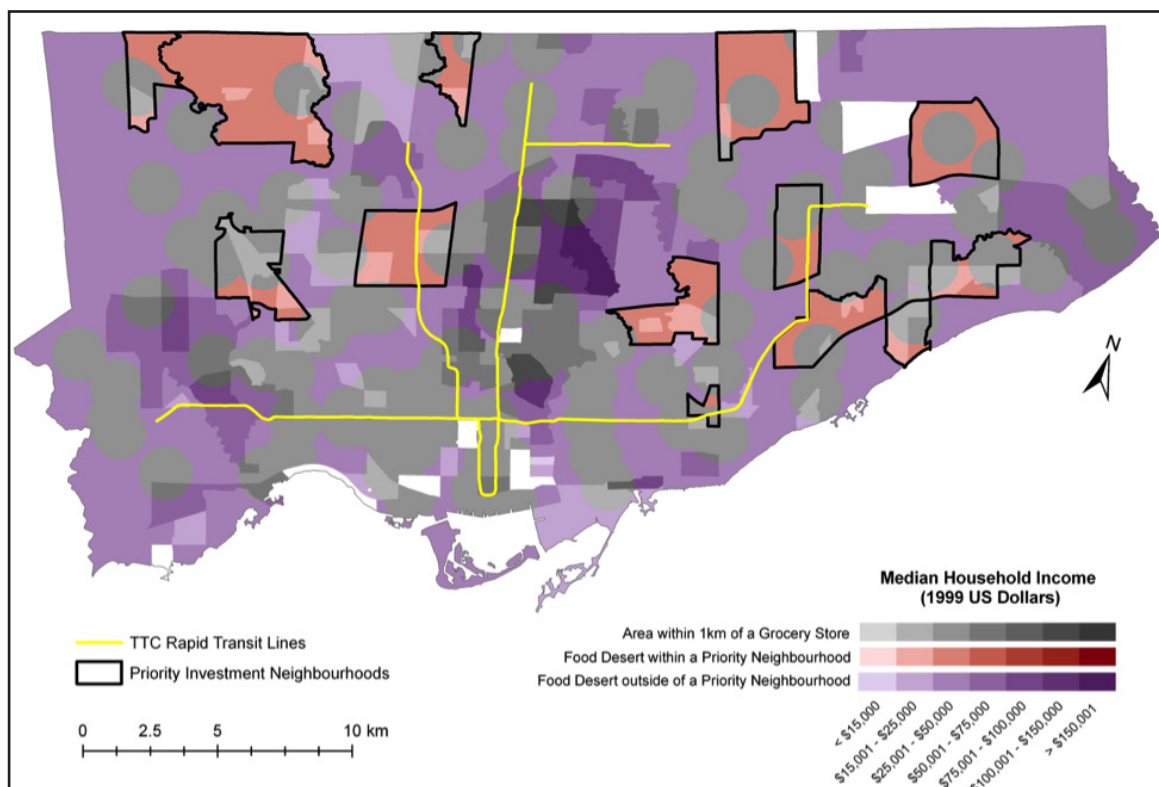 N
Median Household Income
(1999 US Dollars)
TTC Rapid Transit Lines
Priority Investment Neighbourhoods
Area within 1km of a Grocery Store
Food Desert within a Priority Neighbourhood
Food Desert outside of a Priority Neighbourhood
0 2.5 5 10 km
< $15,000
$15,001 - $25,000
$25,001 - $50,000
$50,001 - $75,000
$75,001 - $100,000
$100,001 - $150,000
> $150,001